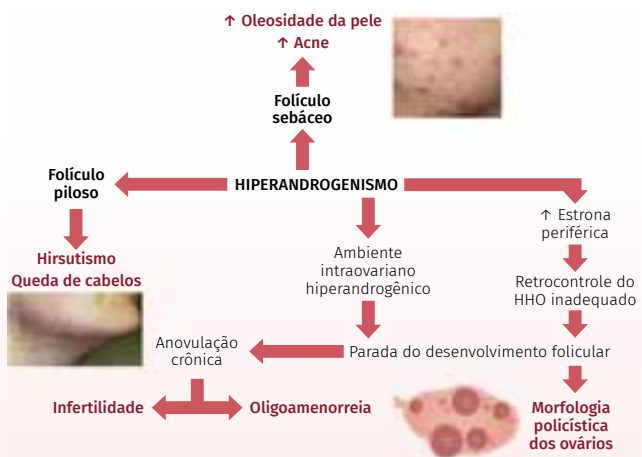 ↑ Oleosidade da pele
↑ Acne
Folículo
sebáceo
Folículo
piloso
HIPERANDROGENISMO
Hirsutismo
Queda de cabelos
Ambiente
intraovariano
hiperandrogênico
↑ Estrona
periférica
Retrocontrole do
HHO inadequado
Anovulação
crônica
Parada do desenvolvimento folicular
Infertilidade
Oligoamenorreia
Morfologia
policística
dos ovários